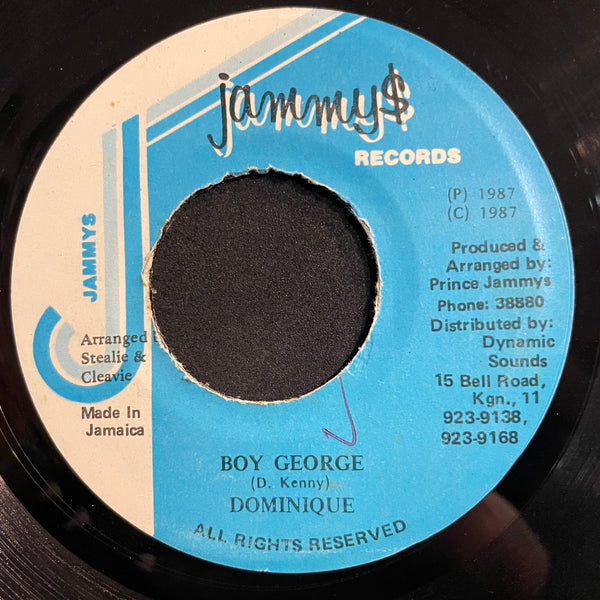 jammy$
RECORDS
JAMMYS
(P) 1987
(C) 1987
Produced &
Arranged by:
Prince Jammys
Phone: 38880
Distributed by:
Dynamic
Sounds
15 Bell Road,
Kgn., 11
923-9138,
923-9168
Arranged
Stealie &
Cleavie
Made In
Jamaica
BOY GEORGE
(D. Kenny)
DOMINIQUE
ALL RIGHTS RESERVED